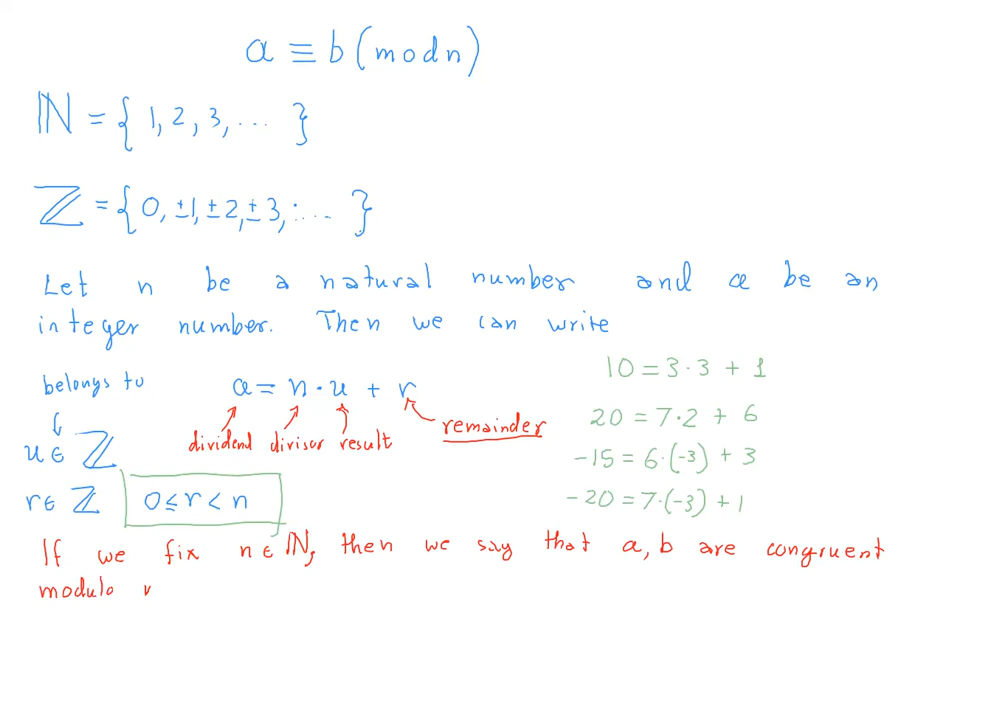 a ≡ b (mod n)
ℕ = { 1, 2, 3, ... }
ℤ = { 0, ±1, ±2, ±3, .... }
Let n be a natural number and a be an
integer number. Then we can write
belongs to
a = n · u + r
dividend divisor result
remainder
u ∈ ℤ
r ∈ ℤ 0 ≤ r < n
10 = 3 · 3 + 1
20 = 7 · 2 + 6
-15 = 6 · (-3) + 3
-20 = 7 · (-3) + 1
If we fix n ∈ ℕ, then we say that a, b are congruent
modulo